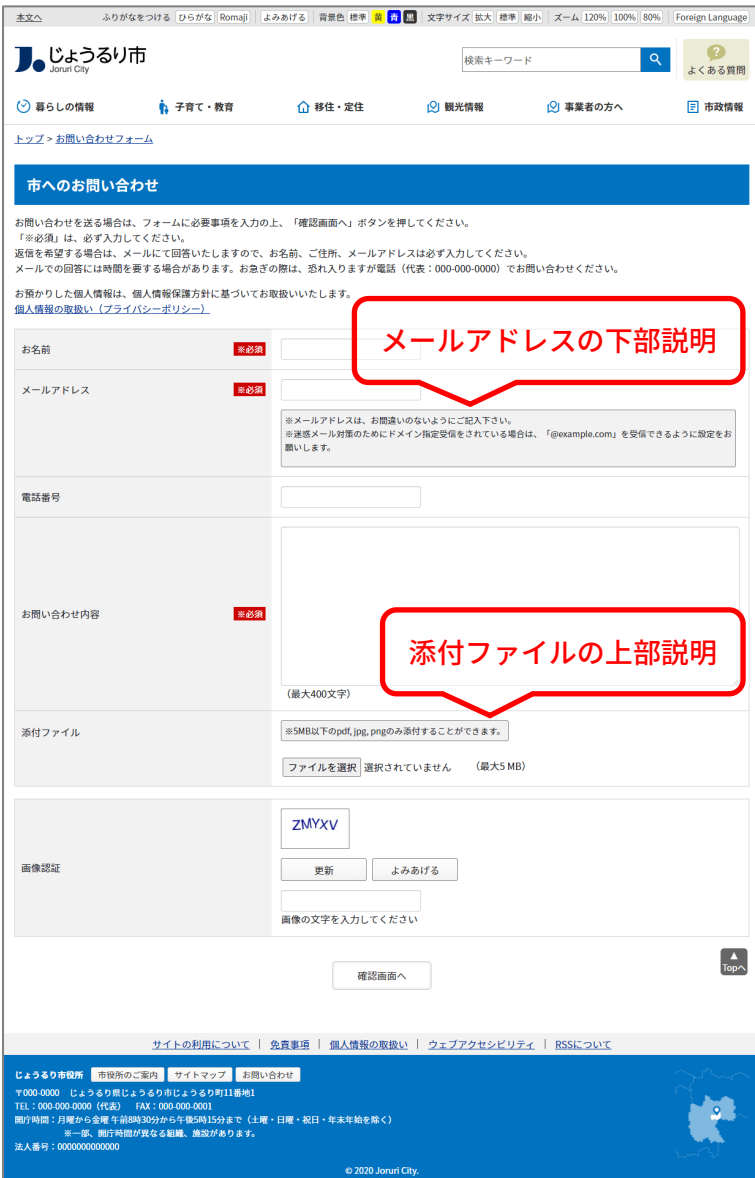 本文へ ふりがなをつける ひらがな Romaji よみあげる 背景色 標準 黄 青 黒 文字サイズ 拡大 標準 縮小 ズーム 120% 100% 80% Foreign Language
じょうるり市
Joruri City
検索キーワード
?
よくある質問
暮らしの情報 子育て・教育 移住・定住 観光情報 事業者の方へ 市政情報
トップ > お問い合わせフォーム
市へのお問い合わせ
お問い合わせを送る場合は、フォームに必要事項を入力の上、「確認画面へ」ボタンを押してください。
「※必須」は、必ず入力してください。
返信を希望する場合は、メールにて回答いたしますので、お名前、ご住所、メールアドレスは必ず入力してください。
メールでの回答には時間を要する場合があります。お急ぎの際は、恐れ入りますが電話（代表：000-000-0000）でお問い合わせください。
お預かりした個人情報は、個人情報保護方針に基づいてお取扱いいたします。
個人情報の取扱い（プライバシーポリシー）
メールアドレスの下部説明
お名前 ※必須
メールアドレス ※必須
※メールアドレスは、お間違いのないようにご記入下さい。
※迷惑メール対策のためにドメイン指定受信をされている場合は、「@example.com」を受信できるように設定をお
願いします。
電話番号
お問い合わせ内容 ※必須
添付ファイルの上部説明
（最大400文字）
添付ファイル
※5MB以下のpdf, jpg, pngのみ添付することができます。
ファイルを選択 選択されていません （最大5 MB）
画像認証
ZMYXV
更新 よみあげる
画像の文字を入力してください
確認画面へ
▲
Topへ
サイトの利用について 免責事項 個人情報の取扱い ウェブアクセシビリティ RSSについて
じょうるり市役所 市役所のご案内 サイトマップ お問い合わせ
〒000-0000 じょうるり県じょうるり市じょうるり町11番地1
TEL：000-000-0000（代表） FAX：000-000-0001
開庁時間：月曜から金曜 午前8時30分から午後5時15分まで（土曜・日曜・祝日・年末年始を除く）
※一部、開庁時間が異なる組織、施設があります。
法人番号：0000000000000
© 2020 Joruri City.